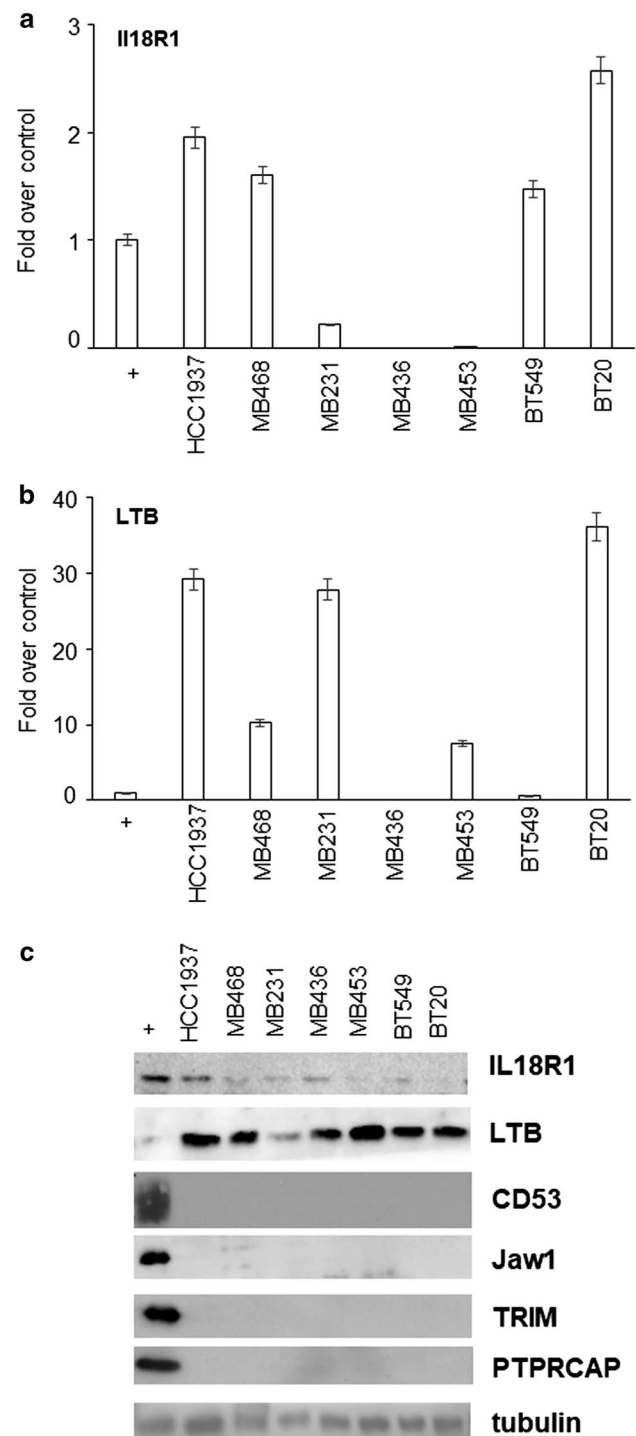 a
Il18R1
Fold over control
3
2
1
0
+
HCC1937
MB468
MB231
MB436
MB453
BT549
BT20
b
LTB
Fold over control
40
30
20
10
0
+
HCC1937
MB468
MB231
MB436
MB453
BT549
BT20
c
+
HCC1937
MB468
MB231
MB436
MB453
BT549
BT20
IL18R1
LTB
CD53
Jaw1
TRIM
PTPRCAP
tubulin